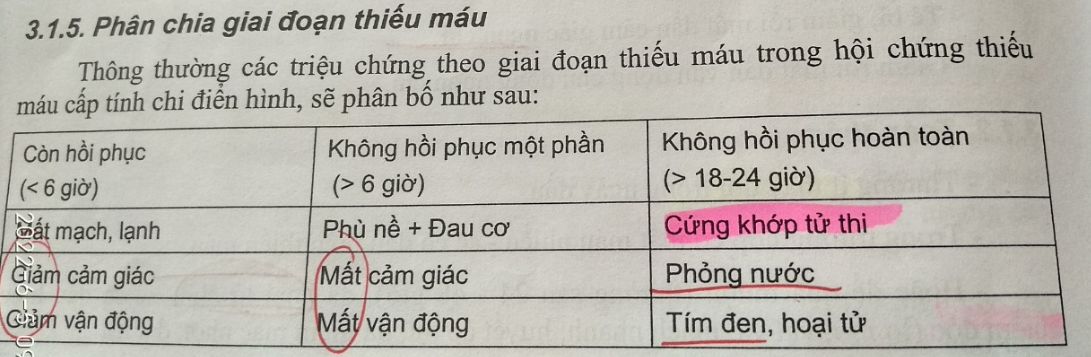 3.1.5. Phân chia giai đoạn thiếu máu
Thông thường các triệu chứng theo giai đoạn thiếu máu trong hội chứng thiếu
máu cấp tính chi điển hình, sẽ phân bố như sau:
Còn hồi phục Không hồi phục một phần Không hồi phục hoàn toàn
(< 6 giờ) (> 6 giờ) (> 18-24 giờ)
Mất mạch, lạnh Phù nề + Đau cơ Cứng khớp tử thi
Giảm cảm giác Mất cảm giác Phỏng nước
Giảm vận động Mất vận động Tím đen, hoại tử